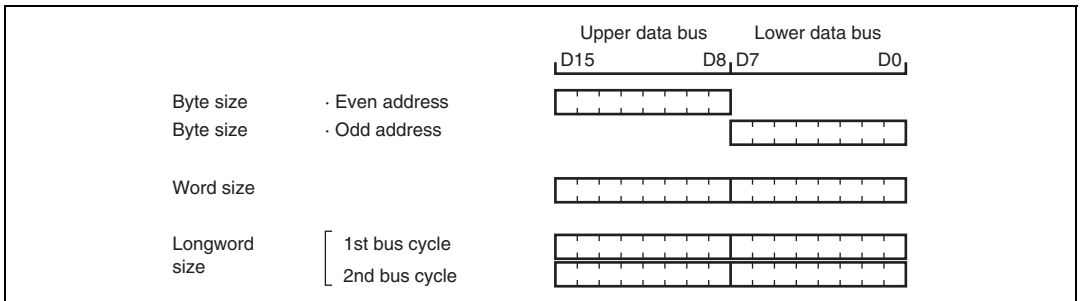 Upper data bus Lower data bus
D15 D8 D7 D0
Byte size · Even address
Byte size · Odd address
Word size
Longword size
1st bus cycle
2nd bus cycle